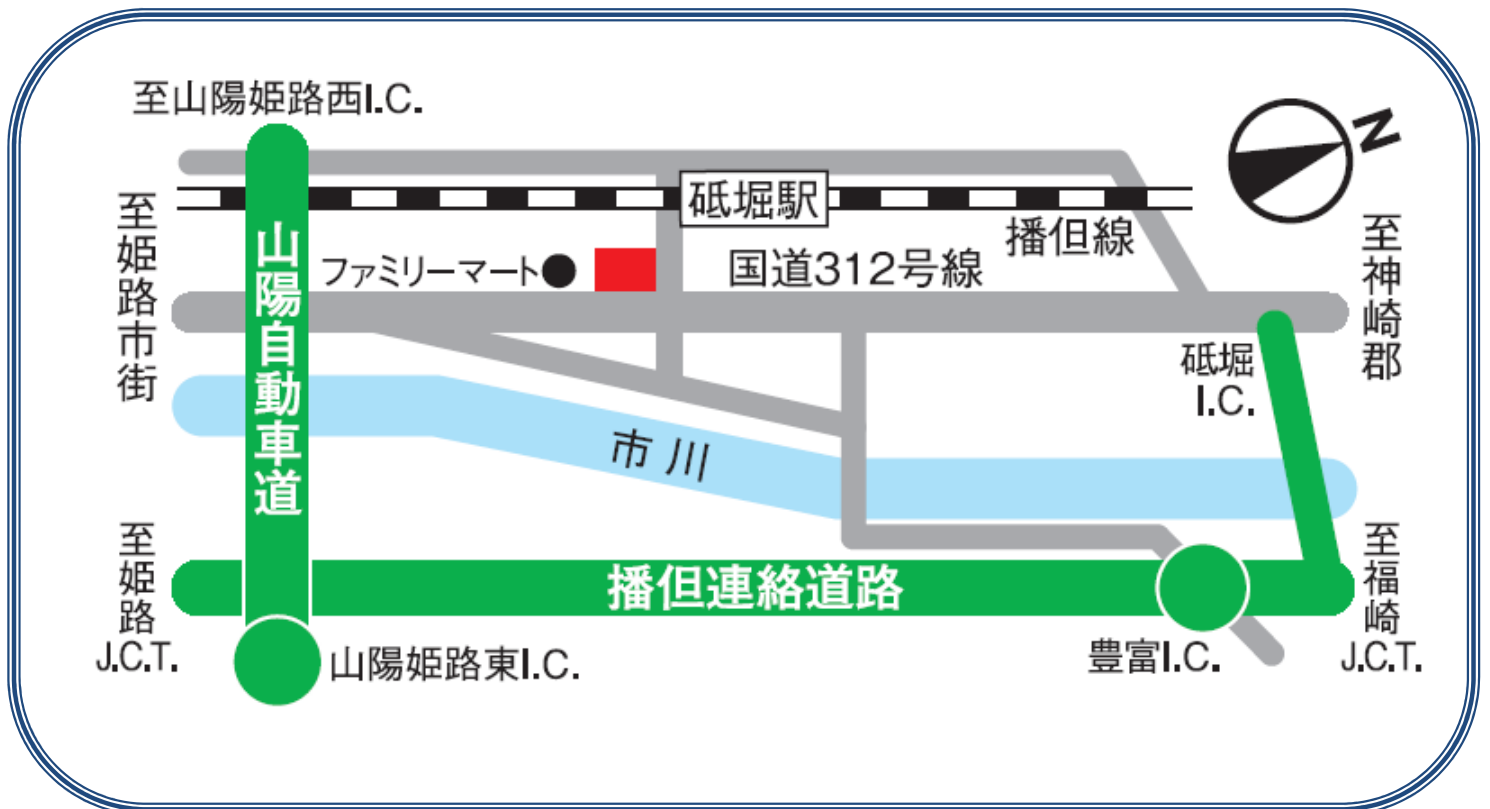 至山陽姫路西I.C.
N
至姫路市街
砥堀駅
播但線
至神崎郡
山陽自動車道
ファミリーマート
国道312号線
砥堀
I.C.
市川
至姫路
J.C.T.
播但連絡道路
至福崎
J.C.T.
山陽姫路東I.C.
豊富I.C.